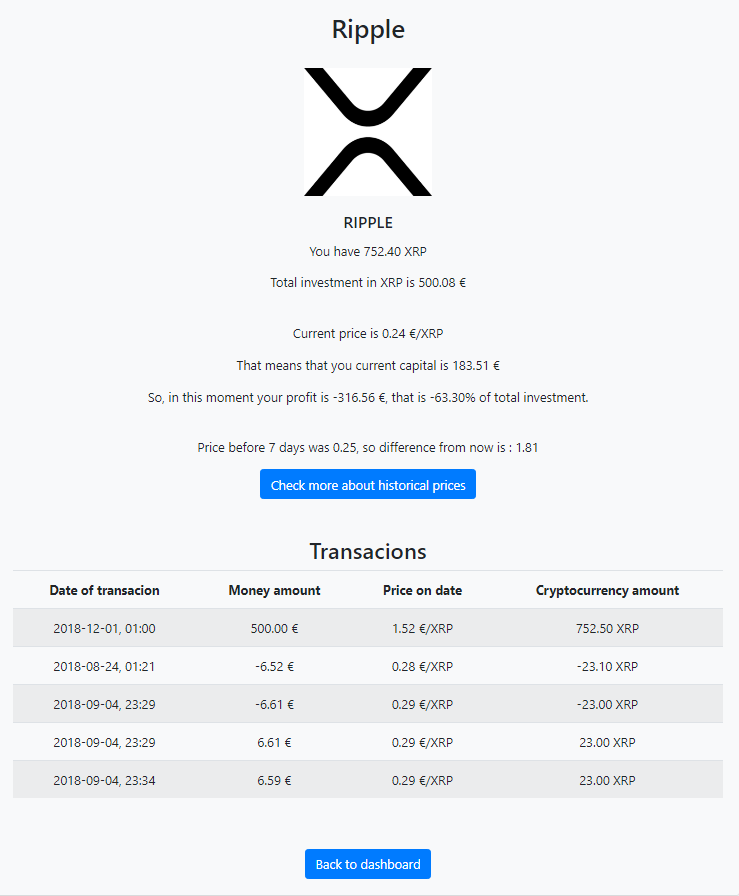 Ripple
RIPPLE
You have 752.40 XRP
Total investment in XRP is 500.08 €
Current price is 0.24 €/XRP
That means that you current capital is 183.51 €
So, in this moment your profit is -316.56 €, that is -63.30% of total investment.
Price before 7 days was 0.25, so difference from now is : 1.81
Check more about historical prices
Transacions
Date of transacion Money amount Price on date Cryptocurrency amount
2018-12-01, 01:00 500.00 € 1.52 €/XRP 752.50 XRP
2018-08-24, 01:21 -6.52 € 0.28 €/XRP -23.10 XRP
2018-09-04, 23:29 -6.61 € 0.29 €/XRP -23.00 XRP
2018-09-04, 23:29 6.61 € 0.29 €/XRP 23.00 XRP
2018-09-04, 23:34 6.59 € 0.29 €/XRP 23.00 XRP
Back to dashboard